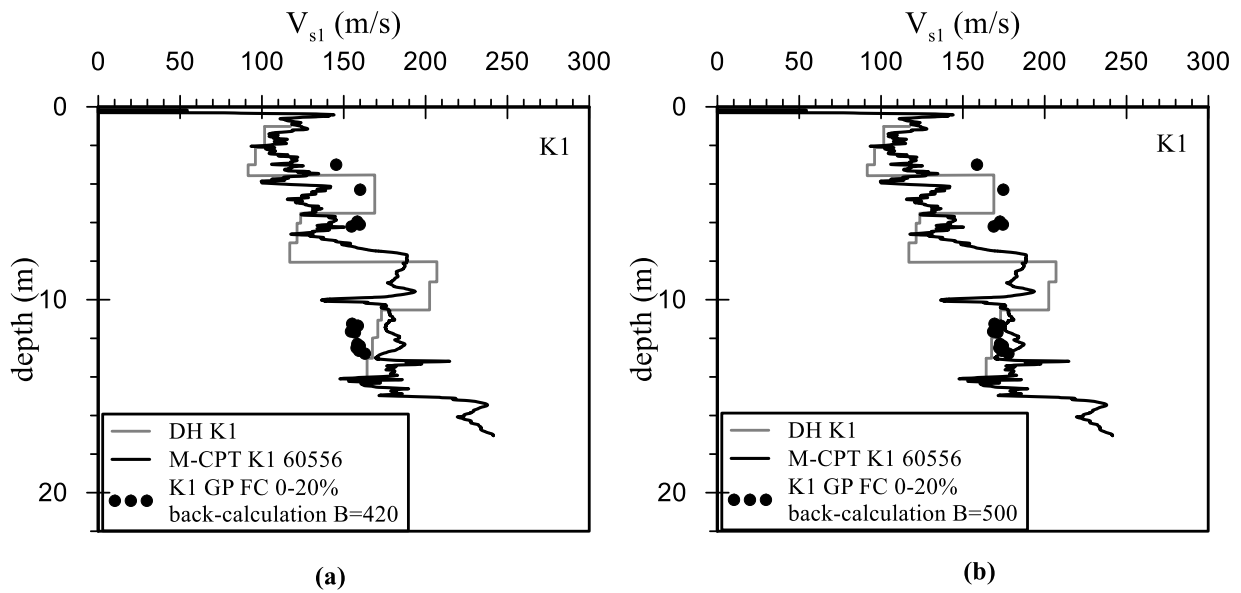 V_s1 (m/s)
0 50 100 150 200 250 300
0
10
20
depth (m)
K1
DH K1
M-CPT K1 60556
K1 GP FC 0-20%
back-calculation B=420
(a)
V_s1 (m/s)
0 50 100 150 200 250 300
0
10
20
depth (m)
K1
DH K1
M-CPT K1 60556
K1 GP FC 0-20%
back-calculation B=500
(b)